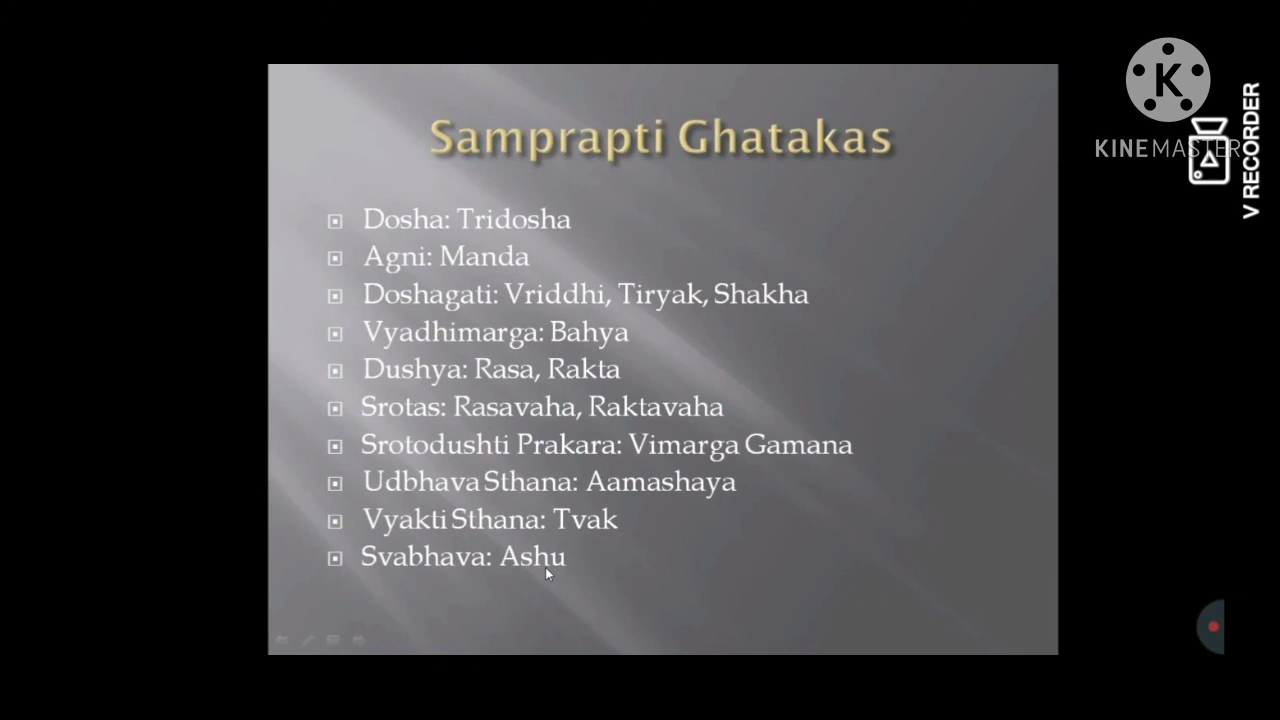 K
KINEMASTER
V RECORDER
Samprapti Ghatakas
Dosha: Tridosha
Agni: Manda
Doshagati: Vriddhi, Tiryak, Shakha
Vyadhimarga: Bahya
Dushya: Rasa, Rakta
Srotas: Rasavaha, Raktavaha
Srotodushti Prakara: Vimarga Gamana
Udbhava Sthana: Aamashaya
Vyakti Sthana: Tvak
Svabhava: Ashu